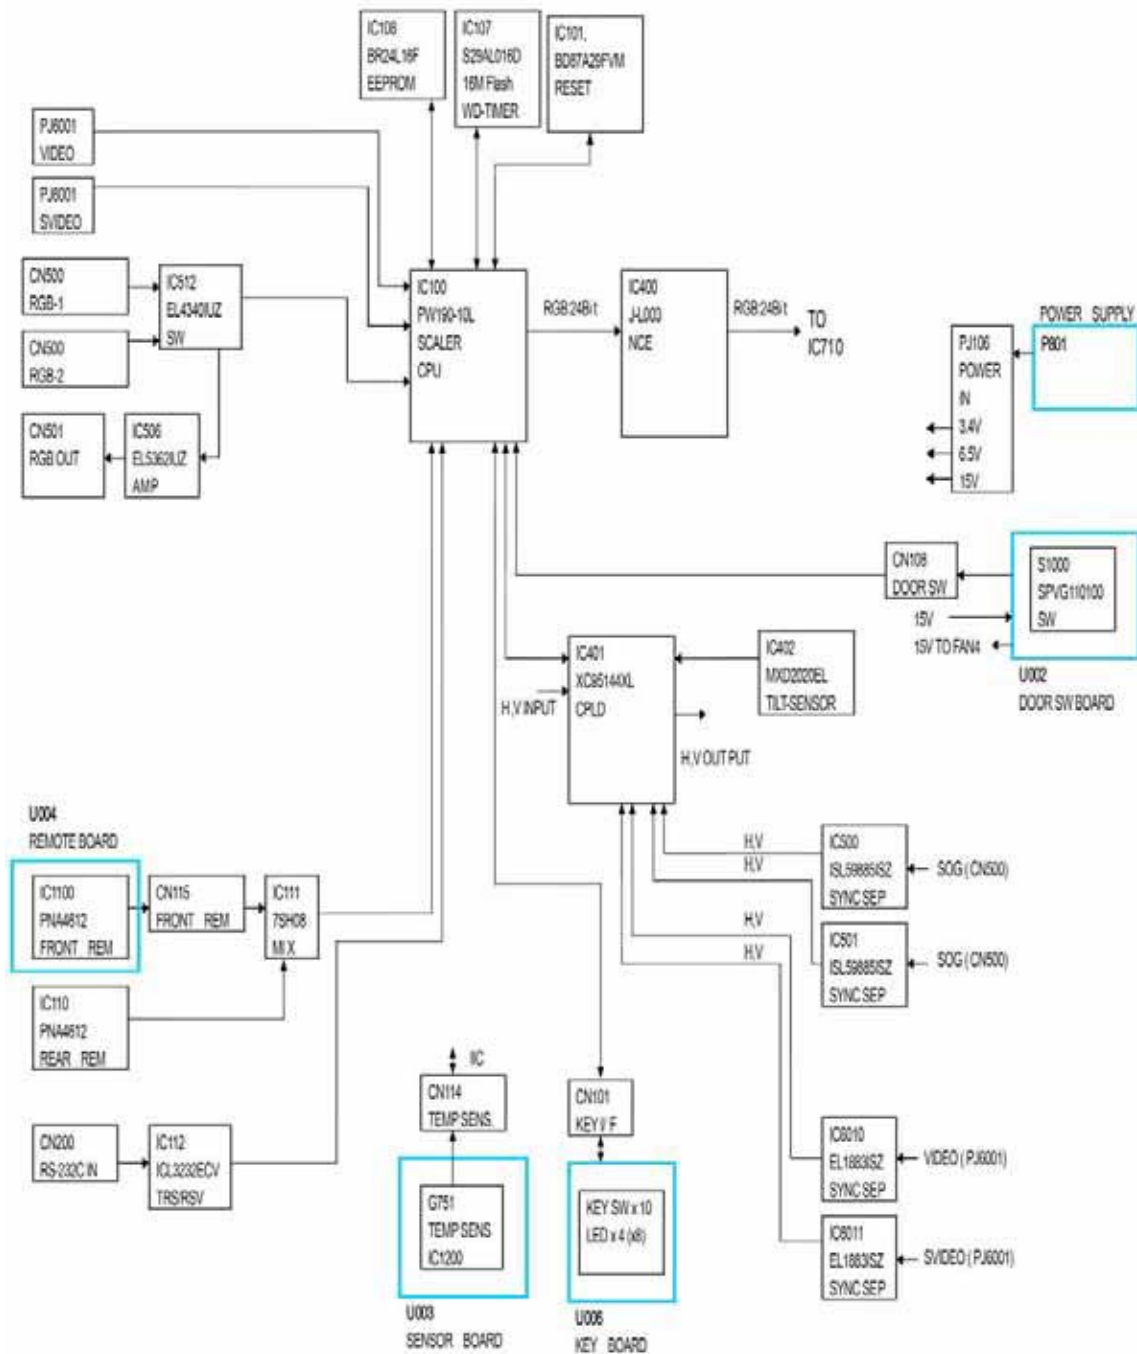 IC106
BR24L16F
EEPROM
IC107
S29AL016D
16M Flash
WD-TIMER
IC101,
BD87A29FVM
RESET
PJ6001
VIDEO
PJ6001
SVIDEO
CN500
RGB-1
CN500
RGB-2
IC512
EL4340IUZ
SW
CN501
RGB OUT
IC506
EL5362IUZ
AMP
IC100
PW190-10L
SCALER
CPU
RGB:24Bit
IC400
J-L003
NCE
RGB:24Bit
TO
IC710
POWER SUPPLY
P801
PJ106
POWER
IN
3.4V
6.5V
15V
CN108
DOOR SW
S1000
SPVG110100
SW
15V
15V TO FAN4
U002
DOOR SW BOARD
IC401
XC95144XL
CPLD
H,V INPUT
H,V OUT PUT
IC402
MXD2020EL
TILT-SENSOR
U004
REMOTE BOARD
IC1100
PNA4612
FRONT REM
CN115
FRONT REM
IC111
7SH08
MIX
IC110
PNA4612
REAR REM
CN200
RS-232C IN
IC112
ICL3232ECV
TRS/RSV
IIC
CN114
TEMP SENS.
G751
TEMP SENS
IC1200
U003
SENSOR BOARD
CN101
KEY I/ F
KEY SW x 10
LED x 4 (x8)
U006
KEY BOARD
H,V
H,V
H,V
H,V
IC500
ISL59885ISZ
SYNC SEP
SOG ( CN500)
IC501
ISL59885ISZ
SYNC SEP
SOG ( CN500)
IC6010
EL1883ISZ
SYNC SEP
VIDEO ( PJ6001)
IC6011
EL1883ISZ
SYNC SEP
SVIDEO ( PJ6001)